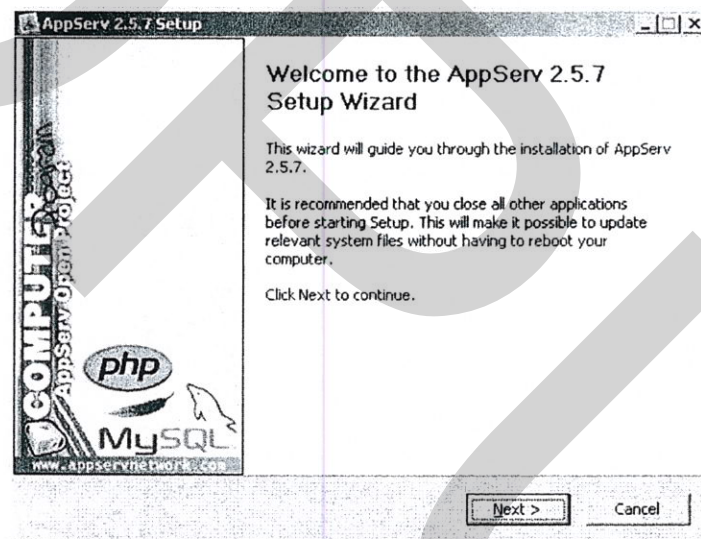 AppServ 2.5.7 Setup
Welcome to the AppServ 2.5.7
Setup Wizard
This wizard will guide you through the installation of AppServ
2.5.7.
It is recommended that you close all other applications
before starting Setup. This will make it possible to update
relevant system files without having to reboot your
computer.
Click Next to continue.
COMPUTER Program
AppServ Open Project
php
MySQL
www.appservnetwork.com
Next >
Cancel